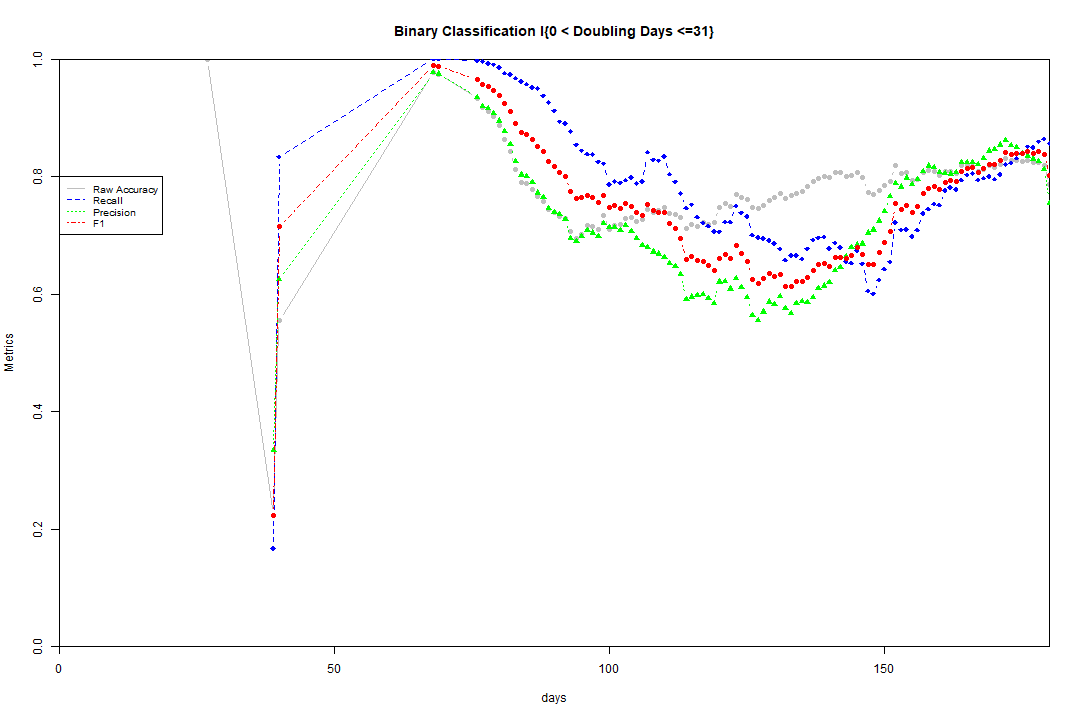 Binary Classification I{0 < Doubling Days <=31}
1.0
0.8
0.6
0.4
0.2
0.0
Metrics
Raw Accuracy
Recall
Precision
F1
0 50 100 150
days